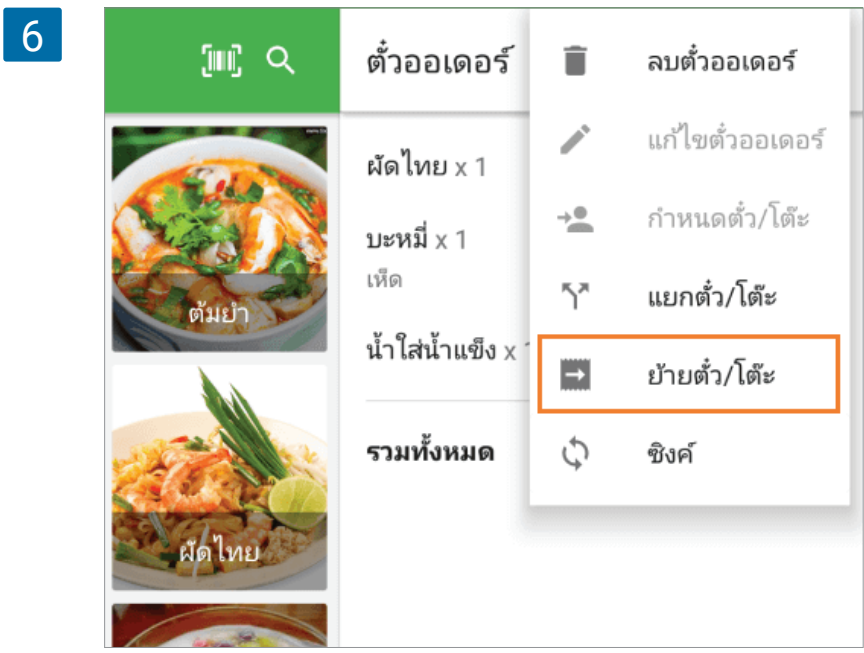 6
ตั๋วออเดอร์
ผัดไทย x 1
บะหมี่ x 1
เห็ด
น้ำใส่น้ำแข็ง x
รวมทั้งหมด
ลบตั๋วออเดอร์
แก้ไขตั๋วออเดอร์
กำหนดตั๋ว/โต๊ะ
แยกตั๋ว/โต๊ะ
ย้ายตั๋ว/โต๊ะ
ซิงค์
ต้มยำ
ผัดไทย